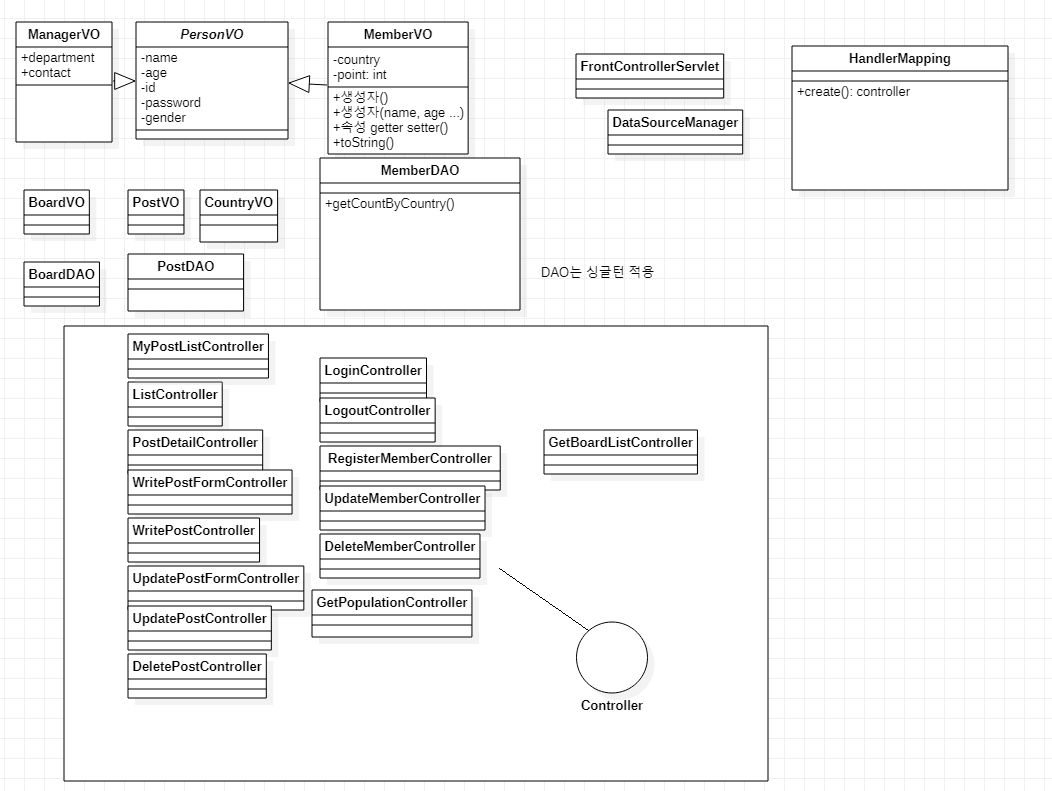 ManagerVO
+department
+contact
PersonVO
-name
-age
-id
-password
-gender
MemberVO
-country
-point: int
+생성자()
+생성자(name, age ...)
+속성 getter setter()
+toString()
FrontControllerServlet
DataSourceManager
HandlerMapping
+create(): controller
BoardVO
PostVO
CountryVO
MemberDAO
+getCountByCountry()
BoardDAO
PostDAO
DAO는 싱글턴 적용
MyPostListController
ListController
PostDetailController
WritePostFormController
WritePostController
UpdatePostFormController
UpdatePostController
DeletePostController
LoginController
LogoutController
RegisterMemberController
UpdateMemberController
DeleteMemberController
GetPopulationController
GetBoardListController
Controller